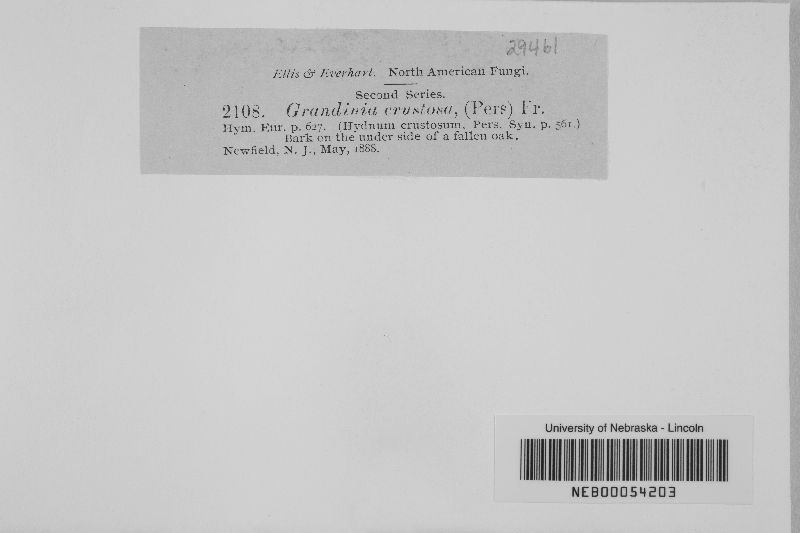 29461
Ellis & Everhart. North American Fungi.
Second Series.
2108. Grandinia crustosa, (Pers) Fr.
Hym. Eur. p. 627. (Hydnum crustosum, Pers. Syn. p. 561.)
Bark on the under side of a fallen oak.
Newfield, N. J., May, 1888.
University of Nebraska - Lincoln
NEB00054203